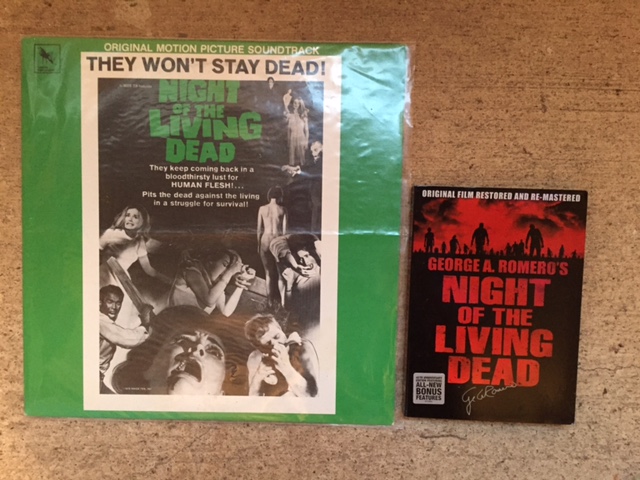 ORIGINAL MOTION PICTURE SOUNDTRACK
THEY WON'T STAY DEAD!
NIGHT
OF THE
LIVING
DEAD
They keep coming back in a
bloodthirsty lust for
HUMAN FLESH!...
Pits the dead against the living
in a struggle for survival!
ORIGINAL FILM RESTORED AND RE-MASTERED
GEORGE A. ROMERO'S
NIGHT
OF THE
LIVING
DEAD
ALL-NEW
BONUS
FEATURES